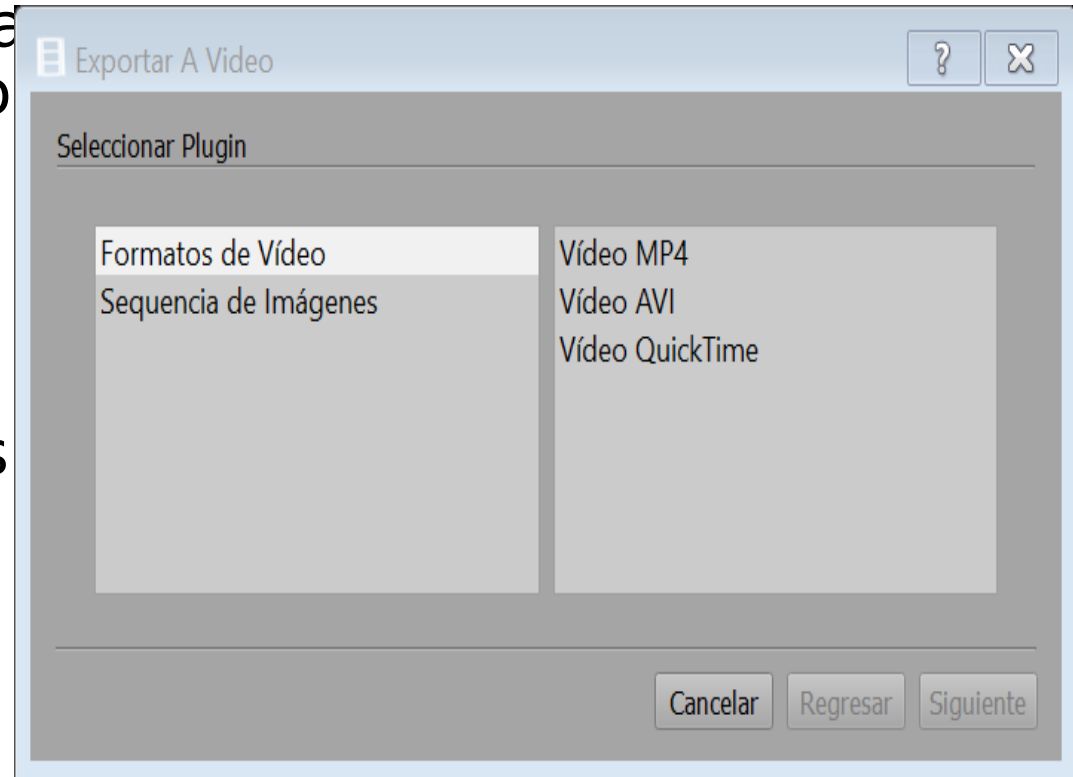 Exportar A Video
Seleccionar Plugin
Formatos de Vídeo
Sequencia de Imágenes
Vídeo MP4
Vídeo AVI
Vídeo QuickTime
Cancelar Regresar Siguiente